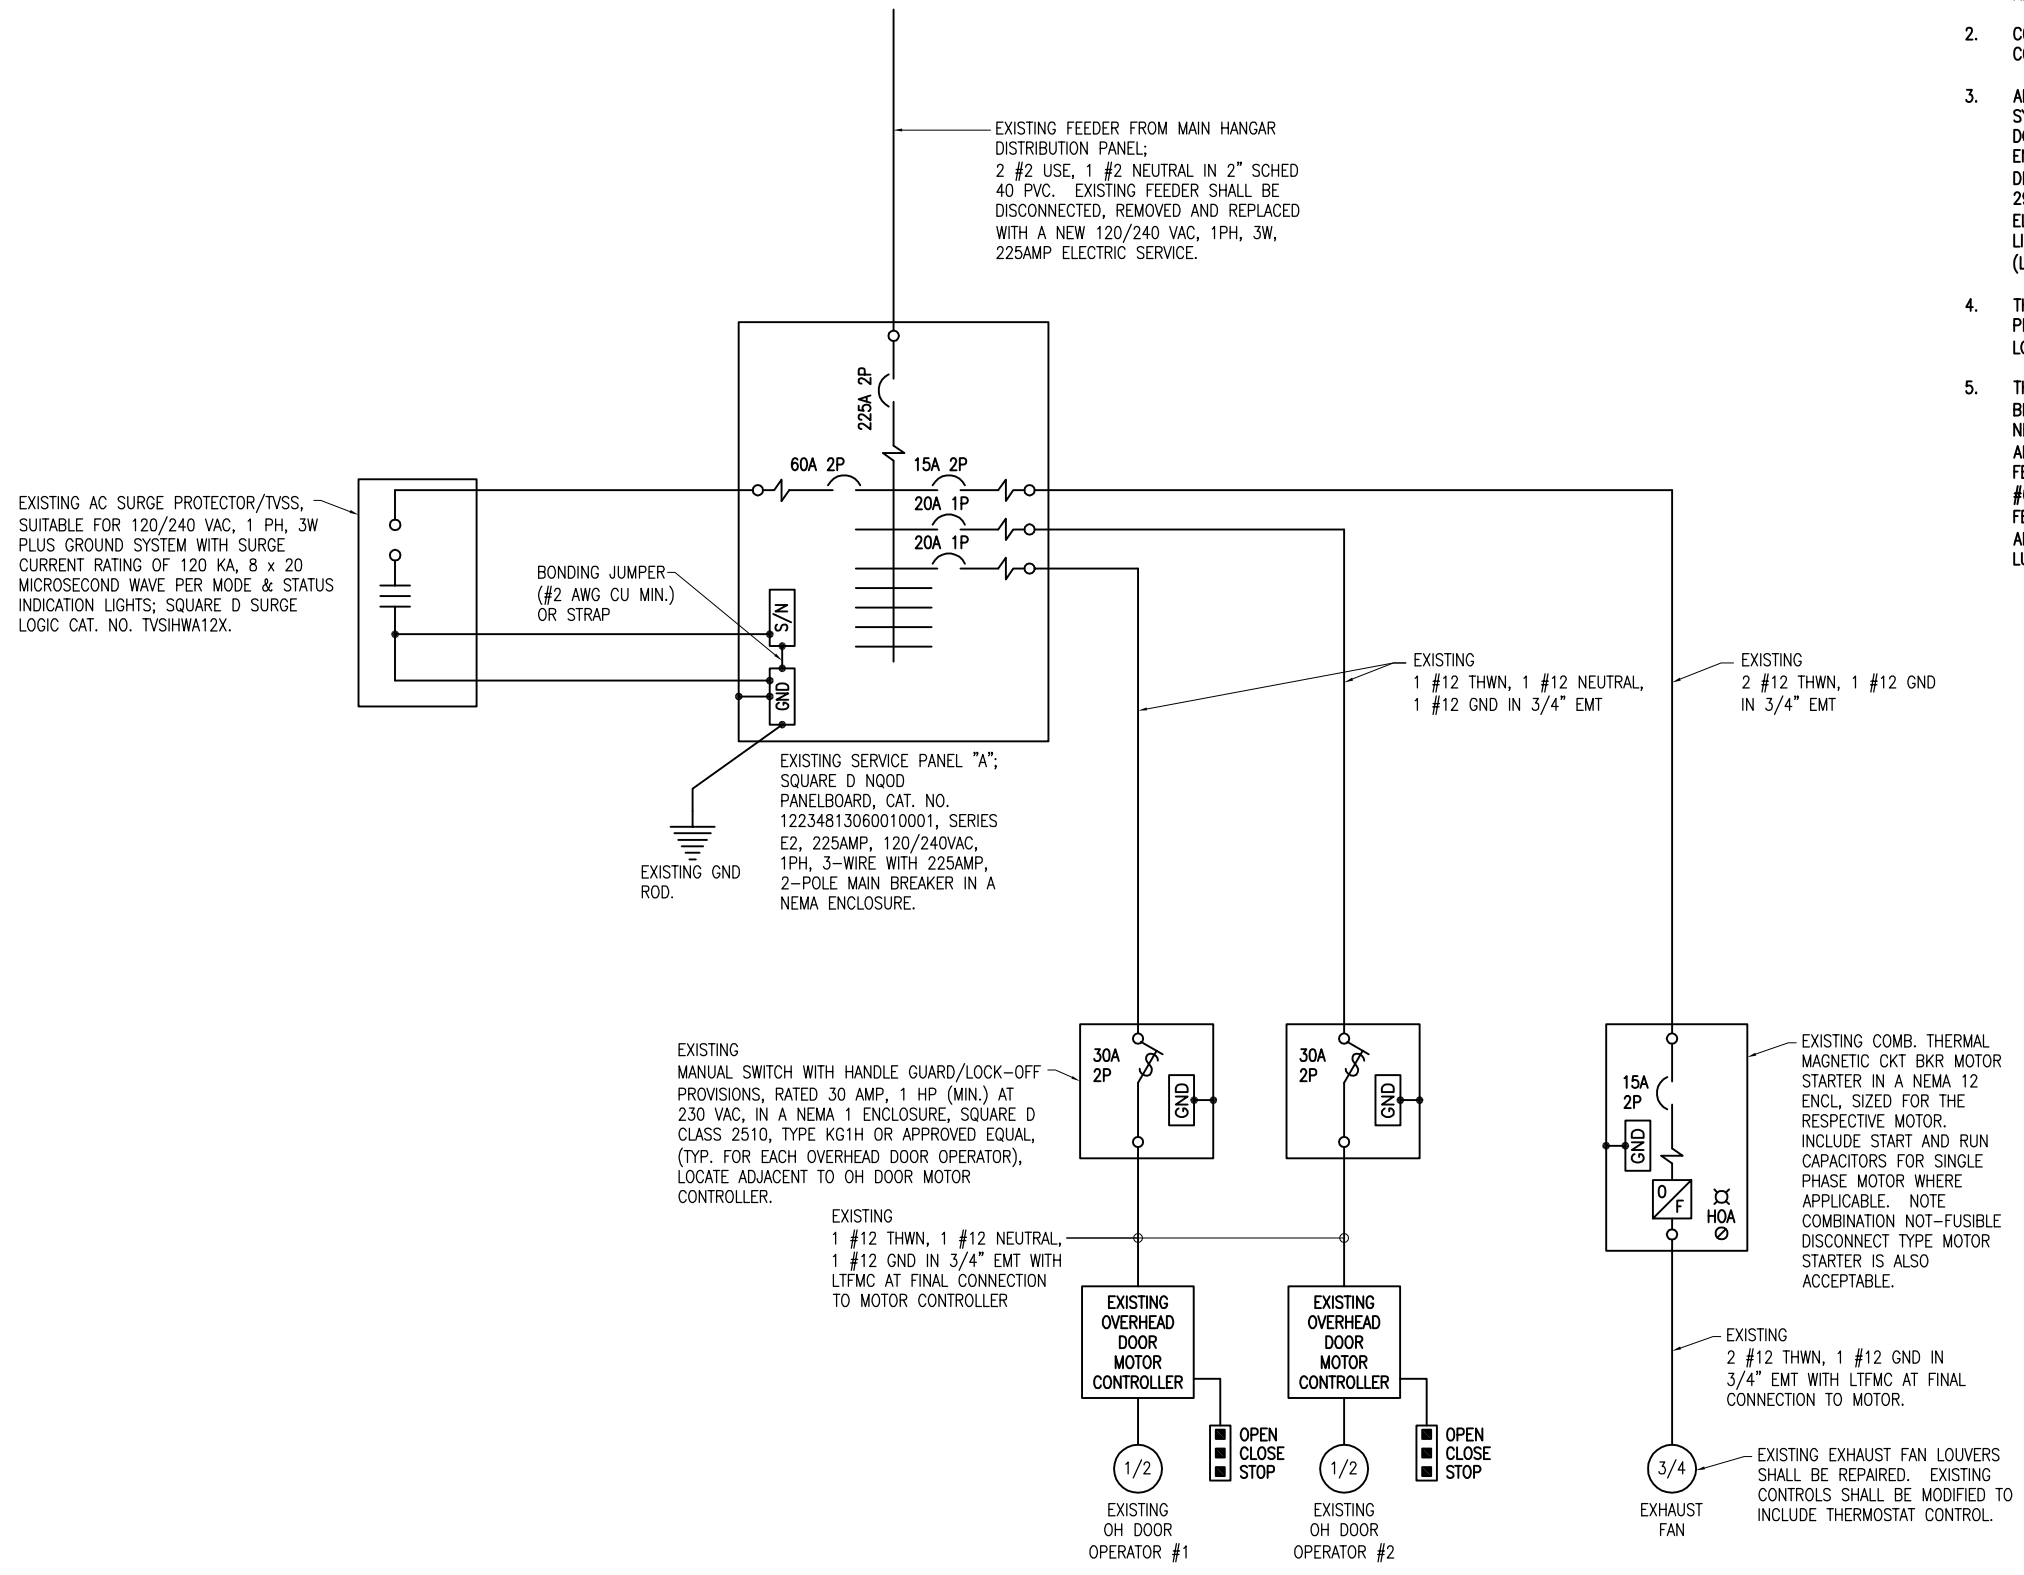 EXISTING FEEDER FROM MAIN HANGAR
DISTRIBUTION PANEL;
2 #2 USE, 1 #2 NEUTRAL IN 2" SCHED
40 PVC. EXISTING FEEDER SHALL BE
DISCONNECTED, REMOVED AND REPLACED
WITH A NEW 120/240 VAC, 1PH, 3W,
225AMP ELECTRIC SERVICE.
2.
3.
4.
5.
225A 2P
60A 2P
15A 2P
20A 1P
20A 1P
EXISTING AC SURGE PROTECTOR/TVSS,
SUITABLE FOR 120/240 VAC, 1 PH, 3W
PLUS GROUND SYSTEM WITH SURGE
CURRENT RATING OF 120 KA, 8 x 20
MICROSECOND WAVE PER MODE & STATUS
INDICATION LIGHTS; SQUARE D SURGE
LOGIC CAT. NO. TVSIHWA12X.
BONDING JUMPER
(#2 AWG CU MIN.)
OR STRAP
S/N
GND
EXISTING
1 #12 THWN, 1 #12 NEUTRAL,
1 #12 GND IN 3/4" EMT
EXISTING
2 #12 THWN, 1 #12 GND
IN 3/4" EMT
EXISTING SERVICE PANEL "A";
SQUARE D NQOD
PANELBOARD, CAT. NO.
12234813060010001, SERIES
E2, 225AMP, 120/240VAC,
1PH, 3-WIRE WITH 225AMP,
2-POLE MAIN BREAKER IN A
NEMA ENCLOSURE.
EXISTING GND
ROD.
EXISTING
MANUAL SWITCH WITH HANDLE GUARD/LOCK-OFF
PROVISIONS, RATED 30 AMP, 1 HP (MIN.) AT
230 VAC, IN A NEMA 1 ENCLOSURE, SQUARE D
CLASS 2510, TYPE KG1H OR APPROVED EQUAL,
(TYP. FOR EACH OVERHEAD DOOR OPERATOR),
LOCATE ADJACENT TO OH DOOR MOTOR
CONTROLLER.
30A
2P
GND
30A
2P
GND
15A
2P
GND
O
F
HOA
EXISTING COMB. THERMAL
MAGNETIC CKT BKR MOTOR
STARTER IN A NEMA 12
ENCL, SIZED FOR THE
RESPECTIVE MOTOR.
INCLUDE START AND RUN
CAPACITORS FOR SINGLE
PHASE MOTOR WHERE
APPLICABLE. NOTE
COMBINATION NOT-FUSIBLE
DISCONNECT TYPE MOTOR
STARTER IS ALSO
ACCEPTABLE.
EXISTING
1 #12 THWN, 1 #12 NEUTRAL,
1 #12 GND IN 3/4" EMT WITH
LTFMC AT FINAL CONNECTION
TO MOTOR CONTROLLER
EXISTING
OVERHEAD
DOOR
MOTOR
CONTROLLER
EXISTING
OVERHEAD
DOOR
MOTOR
CONTROLLER
OPEN
CLOSE
STOP
OPEN
CLOSE
STOP
EXISTING
2 #12 THWN, 1 #12 GND IN
3/4" EMT WITH LTFMC AT FINAL
CONNECTION TO MOTOR.
1/2
EXISTING
OH DOOR
OPERATOR #1
1/2
EXISTING
OH DOOR
OPERATOR #2
3/4
EXHAUST
FAN
EXISTING EXHAUST FAN LOUVERS
SHALL BE REPAIRED. EXISTING
CONTROLS SHALL BE MODIFIED TO
INCLUDE THERMOSTAT CONTROL.